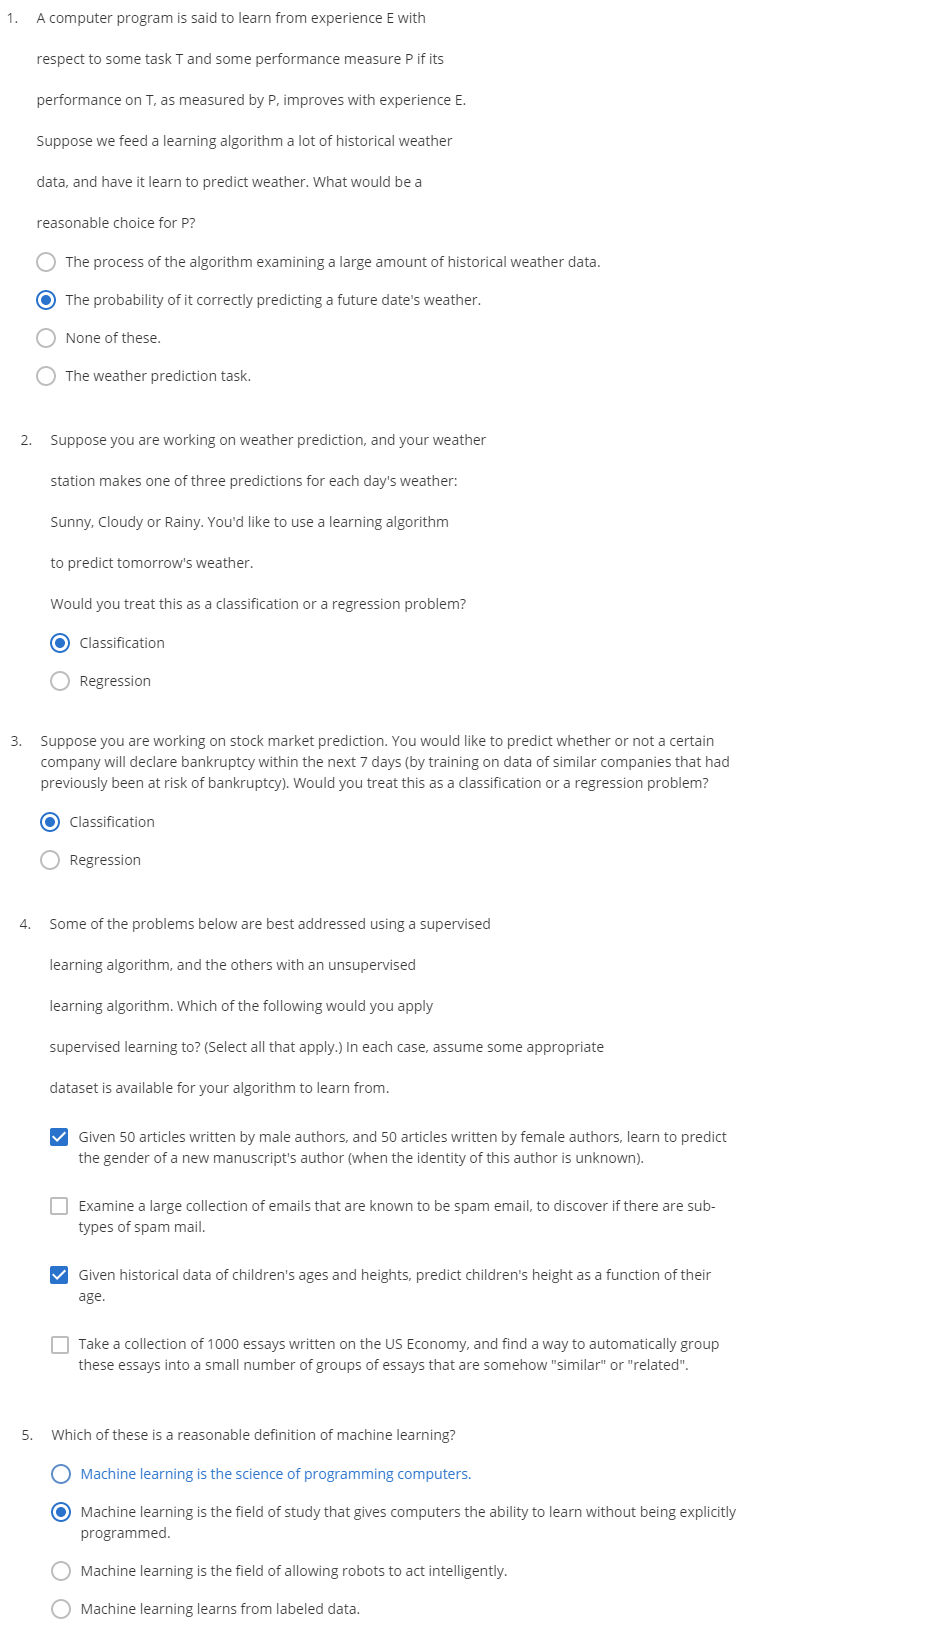 1. A computer program is said to learn from experience E with
respect to some task T and some performance measure P if its
performance on T, as measured by P, improves with experience E.
Suppose we feed a learning algorithm a lot of historical weather
data, and have it learn to predict weather. What would be a
reasonable choice for P?
The process of the algorithm examining a large amount of historical weather data.
The probability of it correctly predicting a future date's weather.
None of these.
The weather prediction task.
2. Suppose you are working on weather prediction, and your weather
station makes one of three predictions for each day's weather:
Sunny, Cloudy or Rainy. You'd like to use a learning algorithm
to predict tomorrow's weather.
Would you treat this as a classification or a regression problem?
Classification
Regression
3. Suppose you are working on stock market prediction. You would like to predict whether or not a certain
company will declare bankruptcy within the next 7 days (by training on data of similar companies that had
previously been at risk of bankruptcy). Would you treat this as a classification or a regression problem?
Classification
Regression
4. Some of the problems below are best addressed using a supervised
learning algorithm, and the others with an unsupervised
learning algorithm. Which of the following would you apply
supervised learning to? (Select all that apply.) In each case, assume some appropriate
dataset is available for your algorithm to learn from.
Given 50 articles written by male authors, and 50 articles written by female authors, learn to predict
the gender of a new manuscript's author (when the identity of this author is unknown).
Examine a large collection of emails that are known to be spam email, to discover if there are sub-
types of spam mail.
Given historical data of children's ages and heights, predict children's height as a function of their
age.
Take a collection of 1000 essays written on the US Economy, and find a way to automatically group
these essays into a small number of groups of essays that are somehow "similar" or "related".
5. Which of these is a reasonable definition of machine learning?
Machine learning is the science of programming computers.
Machine learning is the field of study that gives computers the ability to learn without being explicitly
programmed.
Machine learning is the field of allowing robots to act intelligently.
Machine learning learns from labeled data.